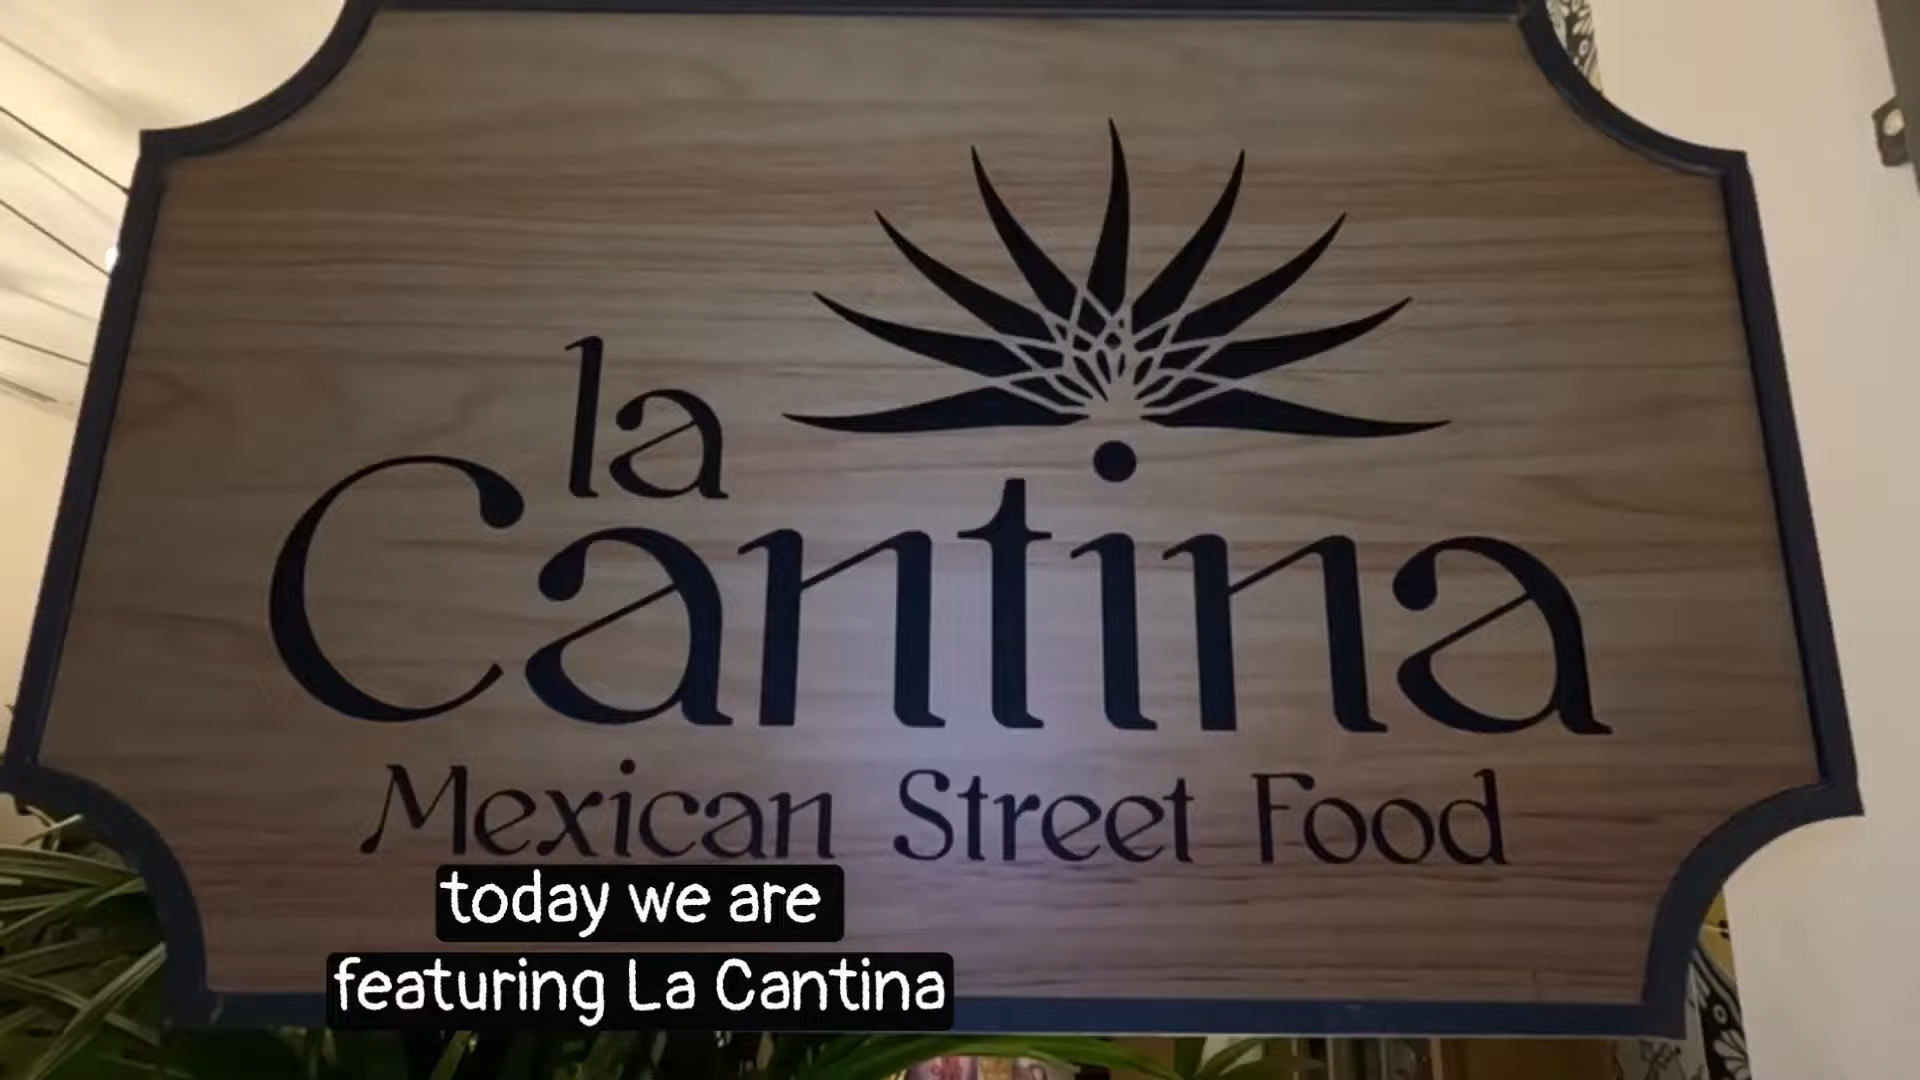 la
Cantina
Mexican Street Food
today we are
featuring La Cantina